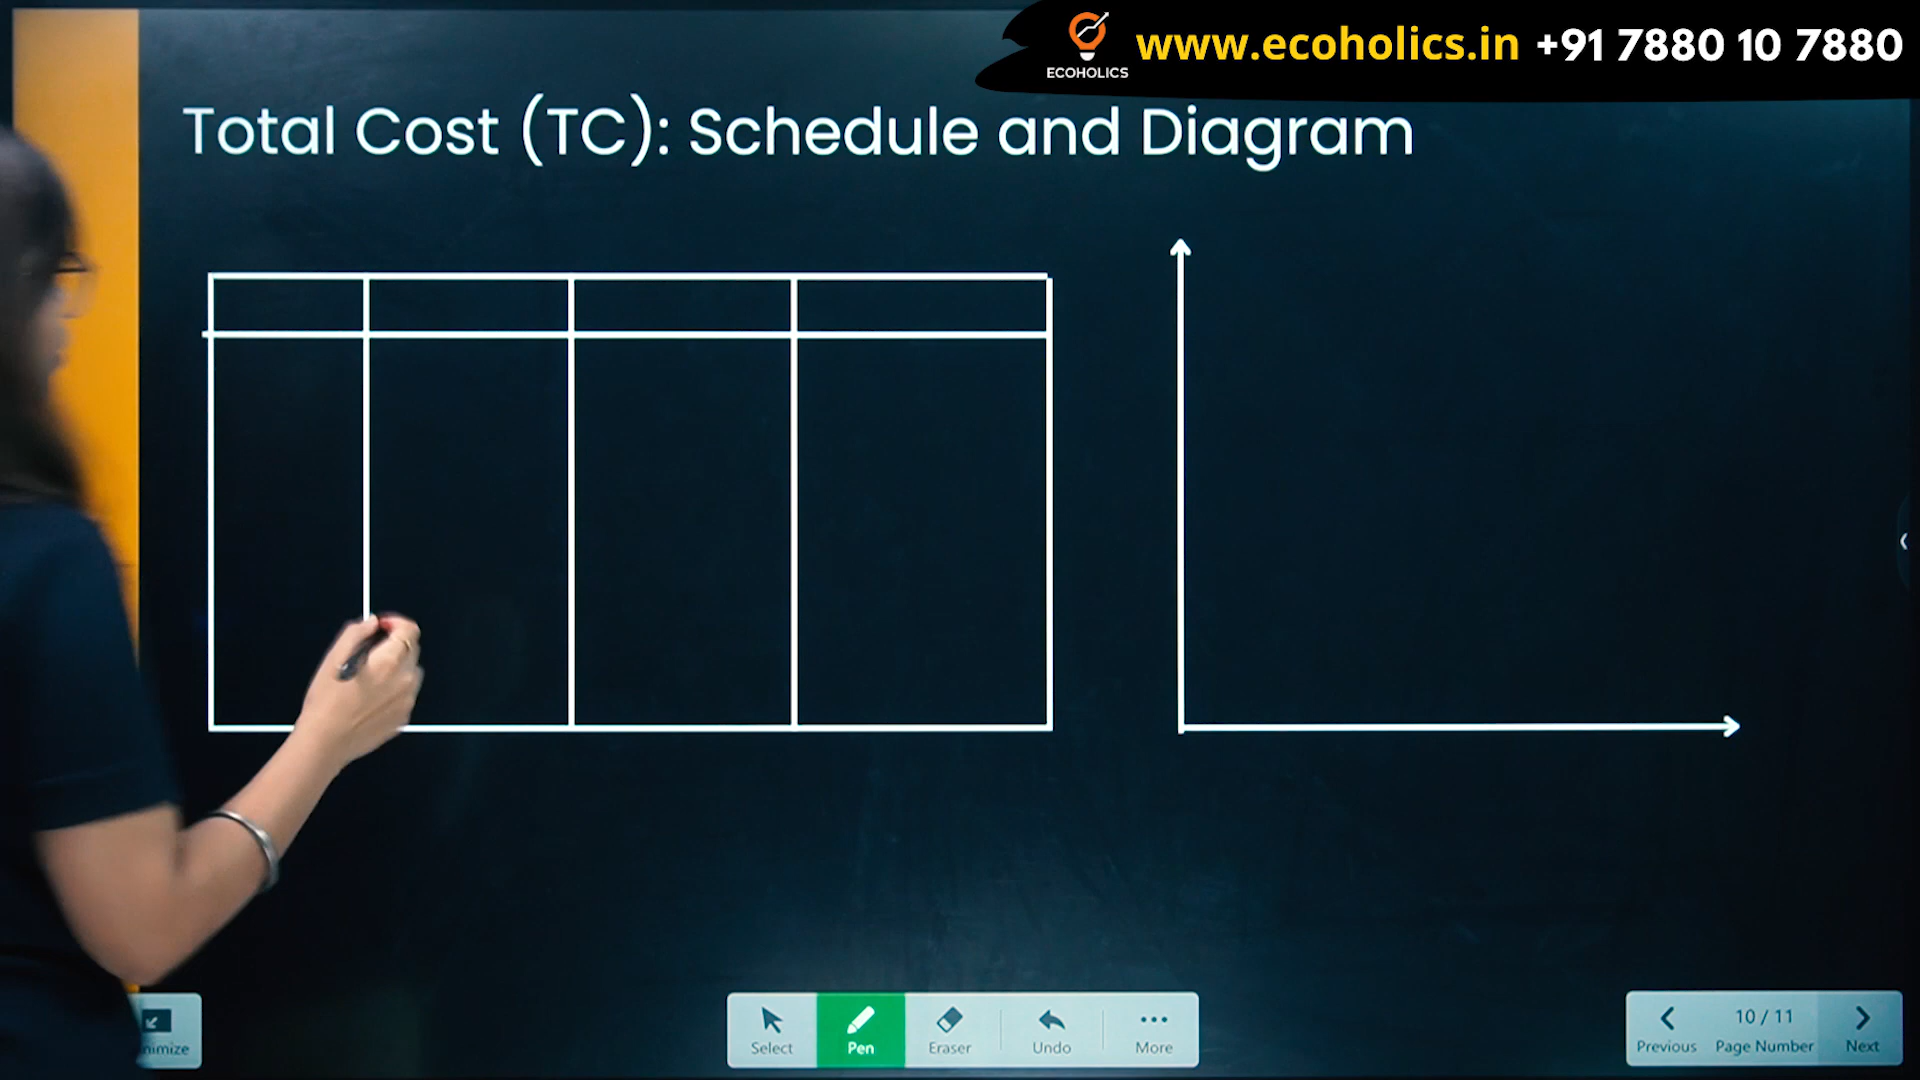 ECOHOLICS
www.ecoholics.in +91 7880 10 7880
Total Cost (TC): Schedule and Diagram
nimize
Select
Pen
Eraser
Undo
More
Previous
10 / 11
Page Number
Next